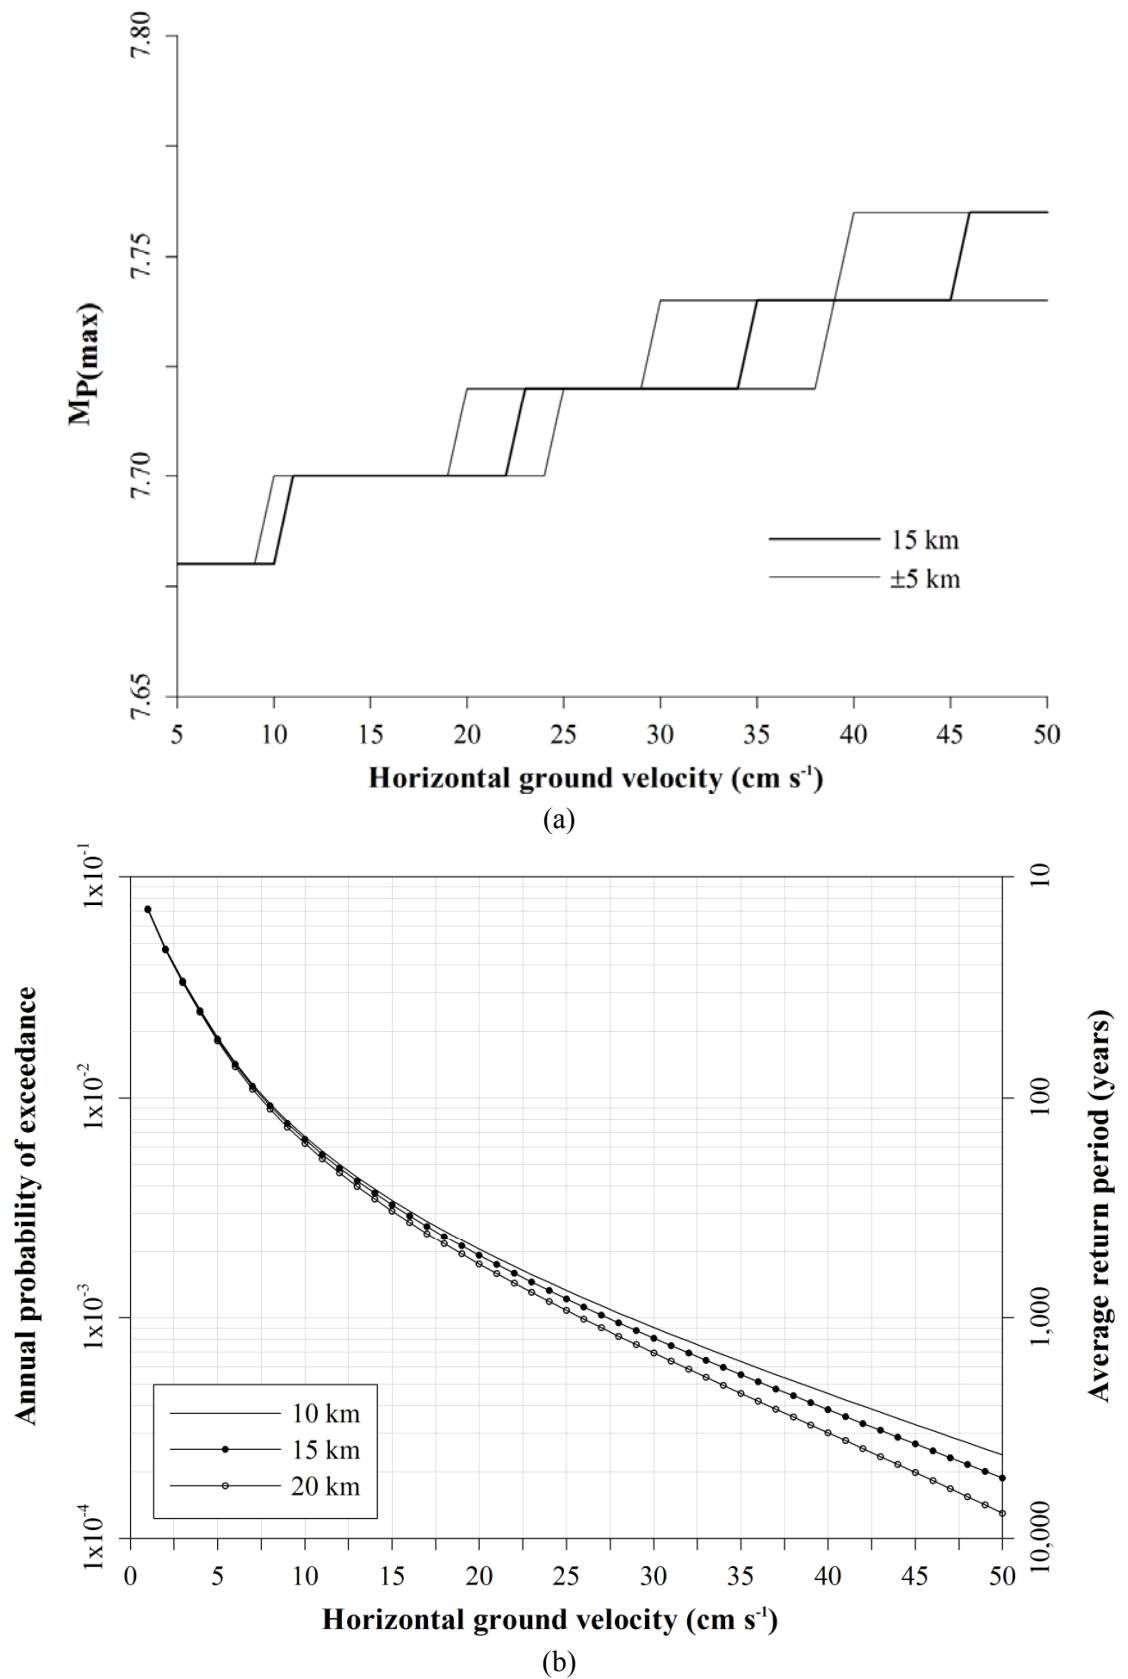 7.80
7.75
7.70
7.65
MP(max)
15 km
±5 km
5 10 15 20 25 30 35 40 45 50
Horizontal ground velocity (cm s-1)
(a)
1x10-1
1x10-2
1x10-3
1x10-4
Annual probability of exceedance
10
100
1,000
10,000
Average return period (years)
10 km
15 km
20 km
0 5 10 15 20 25 30 35 40 45 50
Horizontal ground velocity (cm s-1)
(b)